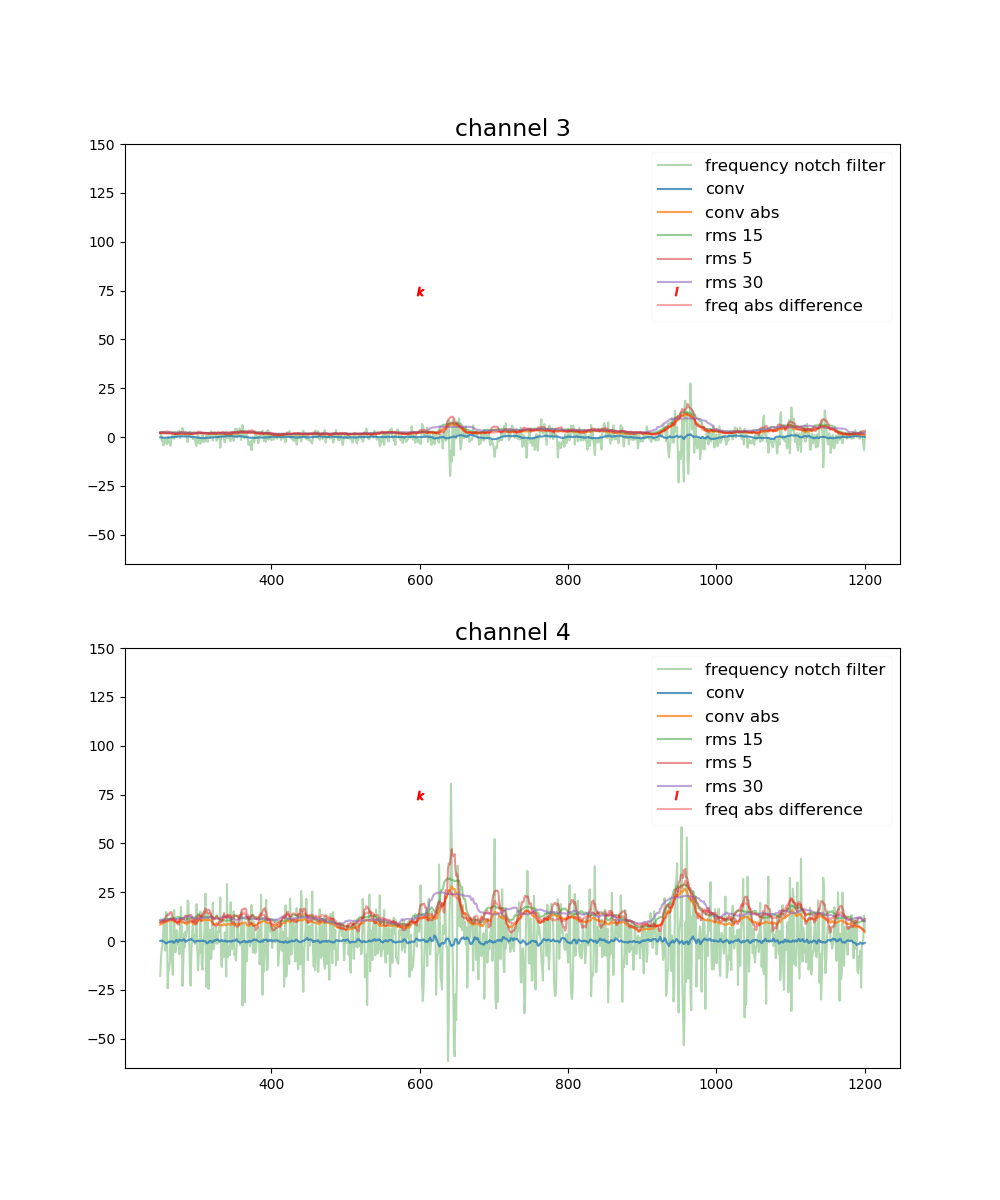 channel 3
150
125
100
75
50
25
0
−25
−50
frequency notch filter
conv
conv abs
rms 15
rms 5
rms 30
freq abs difference
k
l
400
600
800
1000
1200
channel 4
150
125
100
75
50
25
0
−25
−50
frequency notch filter
conv
conv abs
rms 15
rms 5
rms 30
freq abs difference
k
l
400
600
800
1000
1200